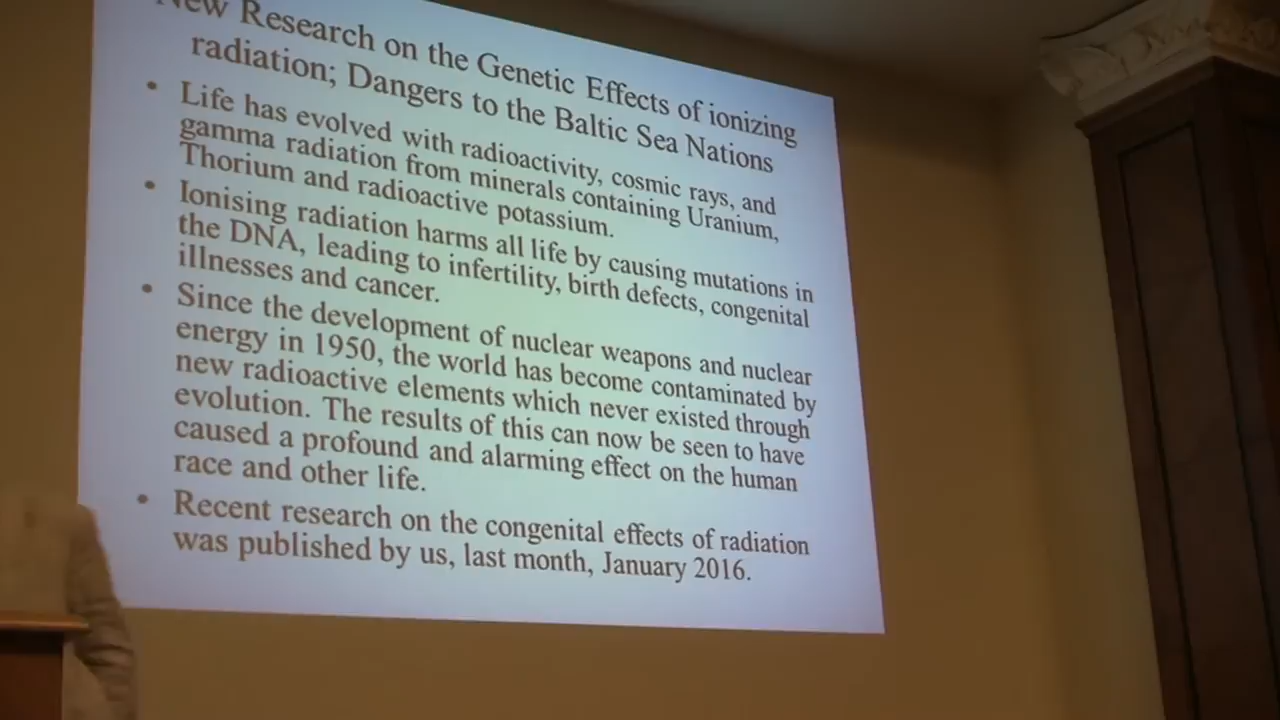 New Research on the Genetic Effects of ionizing
radiation; Dangers to the Baltic Sea Nations
• Life has evolved with radioactivity, cosmic rays, and
gamma radiation from minerals containing Uranium,
Thorium and radioactive potassium.
• Ionising radiation harms all life by causing mutations in
the DNA, leading to infertility, birth defects, congenital
illnesses and cancer.
• Since the development of nuclear weapons and nuclear
energy in 1950, the world has become contaminated by
new radioactive elements which never existed through
evolution. The results of this can now be seen to have
caused a profound and alarming effect on the human
race and other life.
• Recent research on the congenital effects of radiation
was published by us, last month, January 2016.